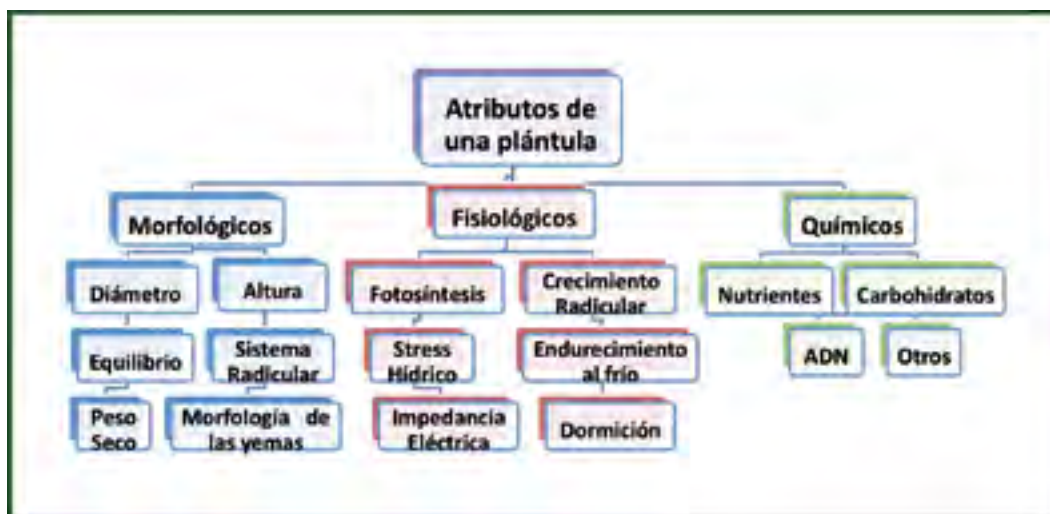 Atributos de
una plántula
Morfológicos
Fisiológicos
Químicos
Diámetro
Altura
Fotosíntesis
Crecimiento
Radicular
Nutrientes
Carbohidratos
Equilibrio
Sistema
Radicular
Stress
Hídrico
Endurecimiento
al frío
ADN
Otros
Peso
Seco
Morfología de
las yemas
Impedancia
Eléctrica
Dormición